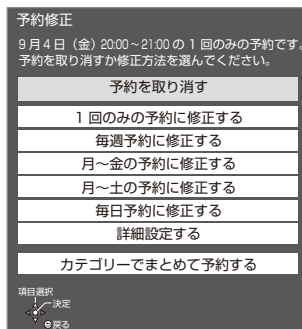 予約修正
9月4日（金）20:00～21:00の1回のみの予約です。
予約を取り消すか修正方法を選んでください。
予約を取り消す
1回のみの予約に修正する
毎週予約に修正する
月～金の予約に修正する
月～土の予約に修正する
毎日予約に修正する
詳細設定する
カテゴリーでまとめて予約する
項目選択
決定
戻る